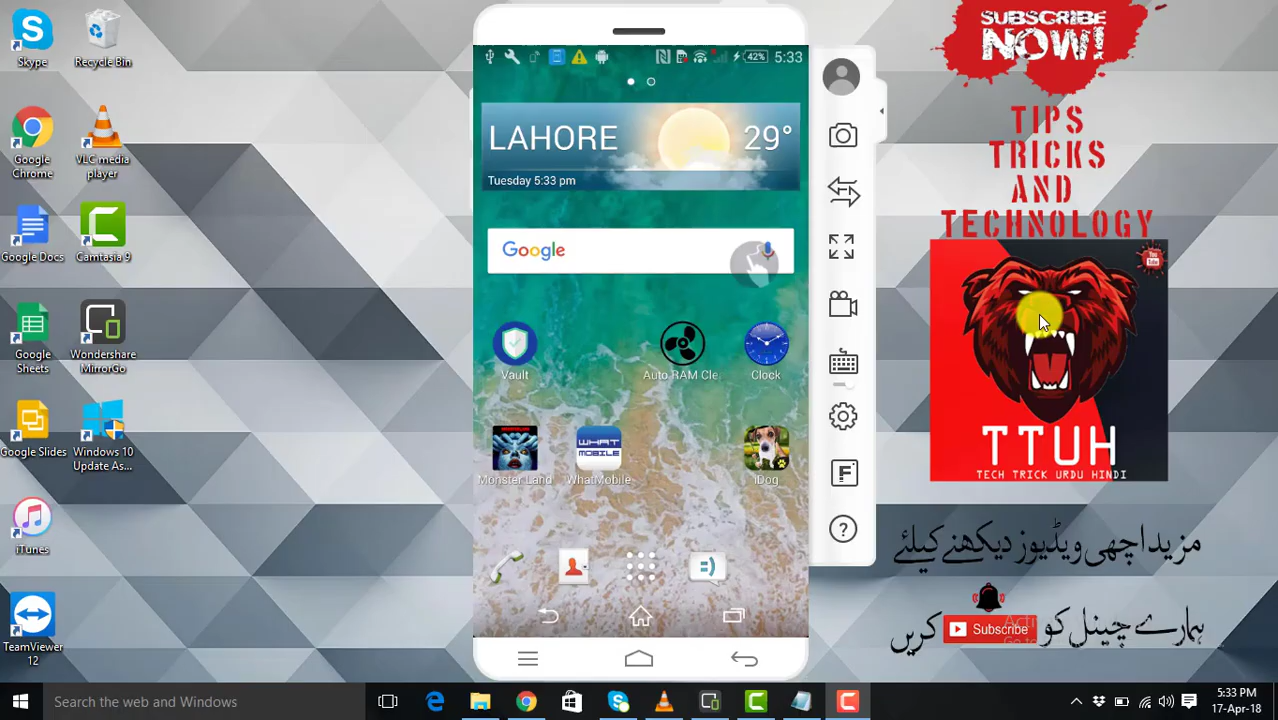 Skype
Recycle Bin
Google
Chrome
VLC media
player
Google Docs
Camtasia 9
Google
Sheets
Wondershare
MirrorGo
Google Slides
Windows 10
Update As...
iTunes
TeamViewer
12
42%
5:33
LAHORE
29°
Tuesday 5:33 pm
Google
Vault
Auto RAM Cle
Clock
Monster Land
WHAT
MOBILE
WhatMobile
iDog
SUBSCRIBE
NOW!
TIPS
TRICKS
AND
TECHNOLOGY
You
Tube
TTUH
TECH TRICK URDU HINDI
مزید اچھی ویڈیوز دیکھنے کیلئے
ہمارے چینل کو Subscribe کریں
Search the web and Windows
5:33 PM
17-Apr-18